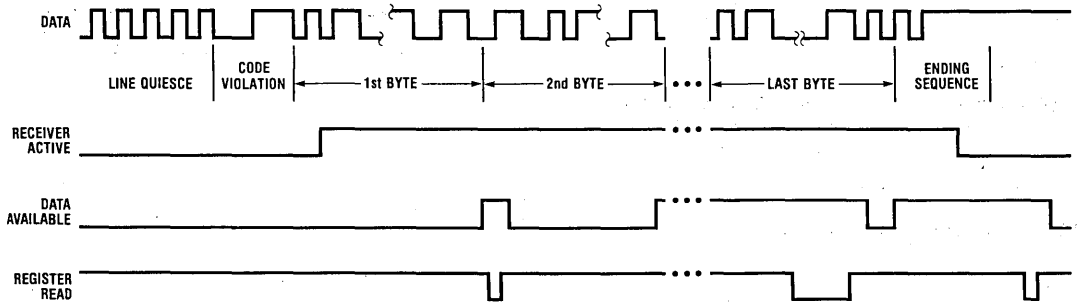 DATA
LINE QUIESCE
CODE
VIOLATION
1st BYTE
2nd BYTE
LAST BYTE
ENDING
SEQUENCE
RECEIVER
ACTIVE
DATA
AVAILABLE
REGISTER
READ